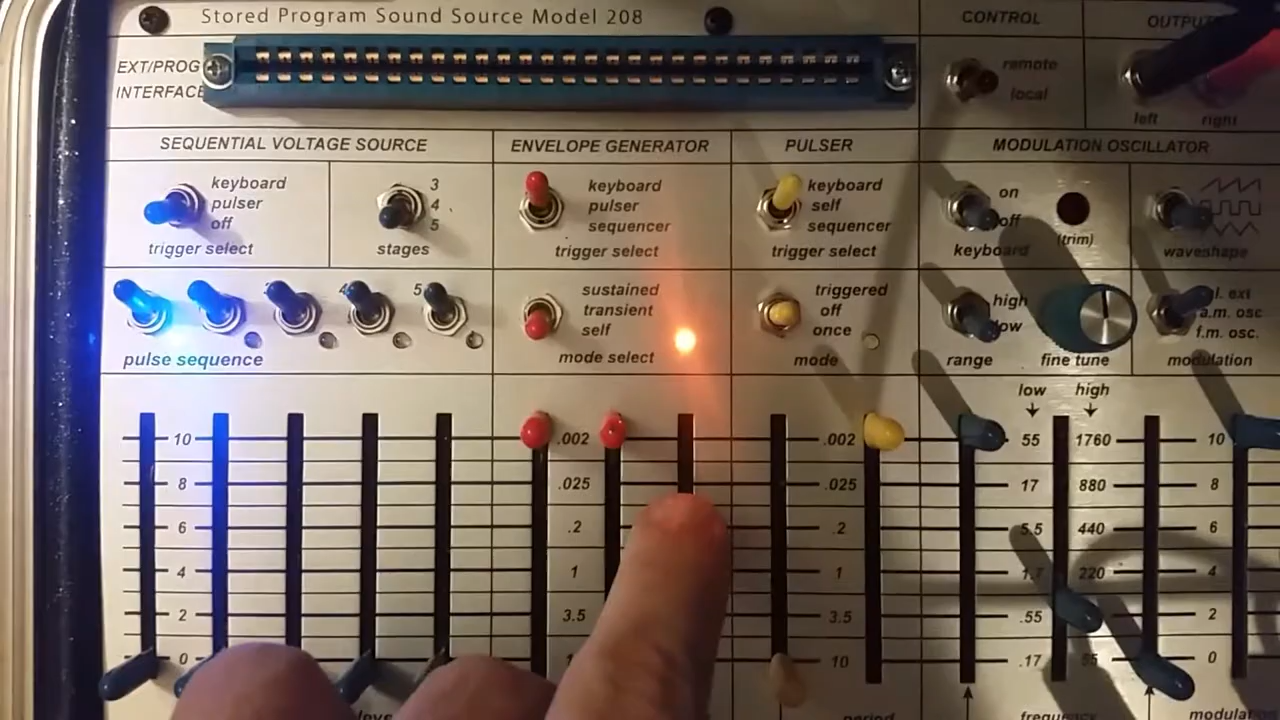 Stored Program Sound Source Model 208
CONTROL
EXT/PROG
INTERFACE
remote
local
left
right
SEQUENTIAL VOLTAGE SOURCE
ENVELOPE GENERATOR
PULSER
MODULATION OSCILLATOR
keyboard
pulser
off
trigger select
3
4
5
stages
keyboard
pulser
sequencer
trigger select
keyboard
self
sequencer
trigger select
on
off
keyboard
(trim)
waveshape
4
5
pulse sequence
sustained
transient
self
mode select
triggered
off
once
mode
high
low
range
fine tune
ext
a.m. osc.
f.m. osc.
modulation
low high
10 .002 .002 55 1760 10
8 .025 .025 17 880 8
6 .2 .2 5.5 440 6
4 1 1 220 4
2 3.5 3.5 .55 2
0 10 .17 55 0
period
frequency